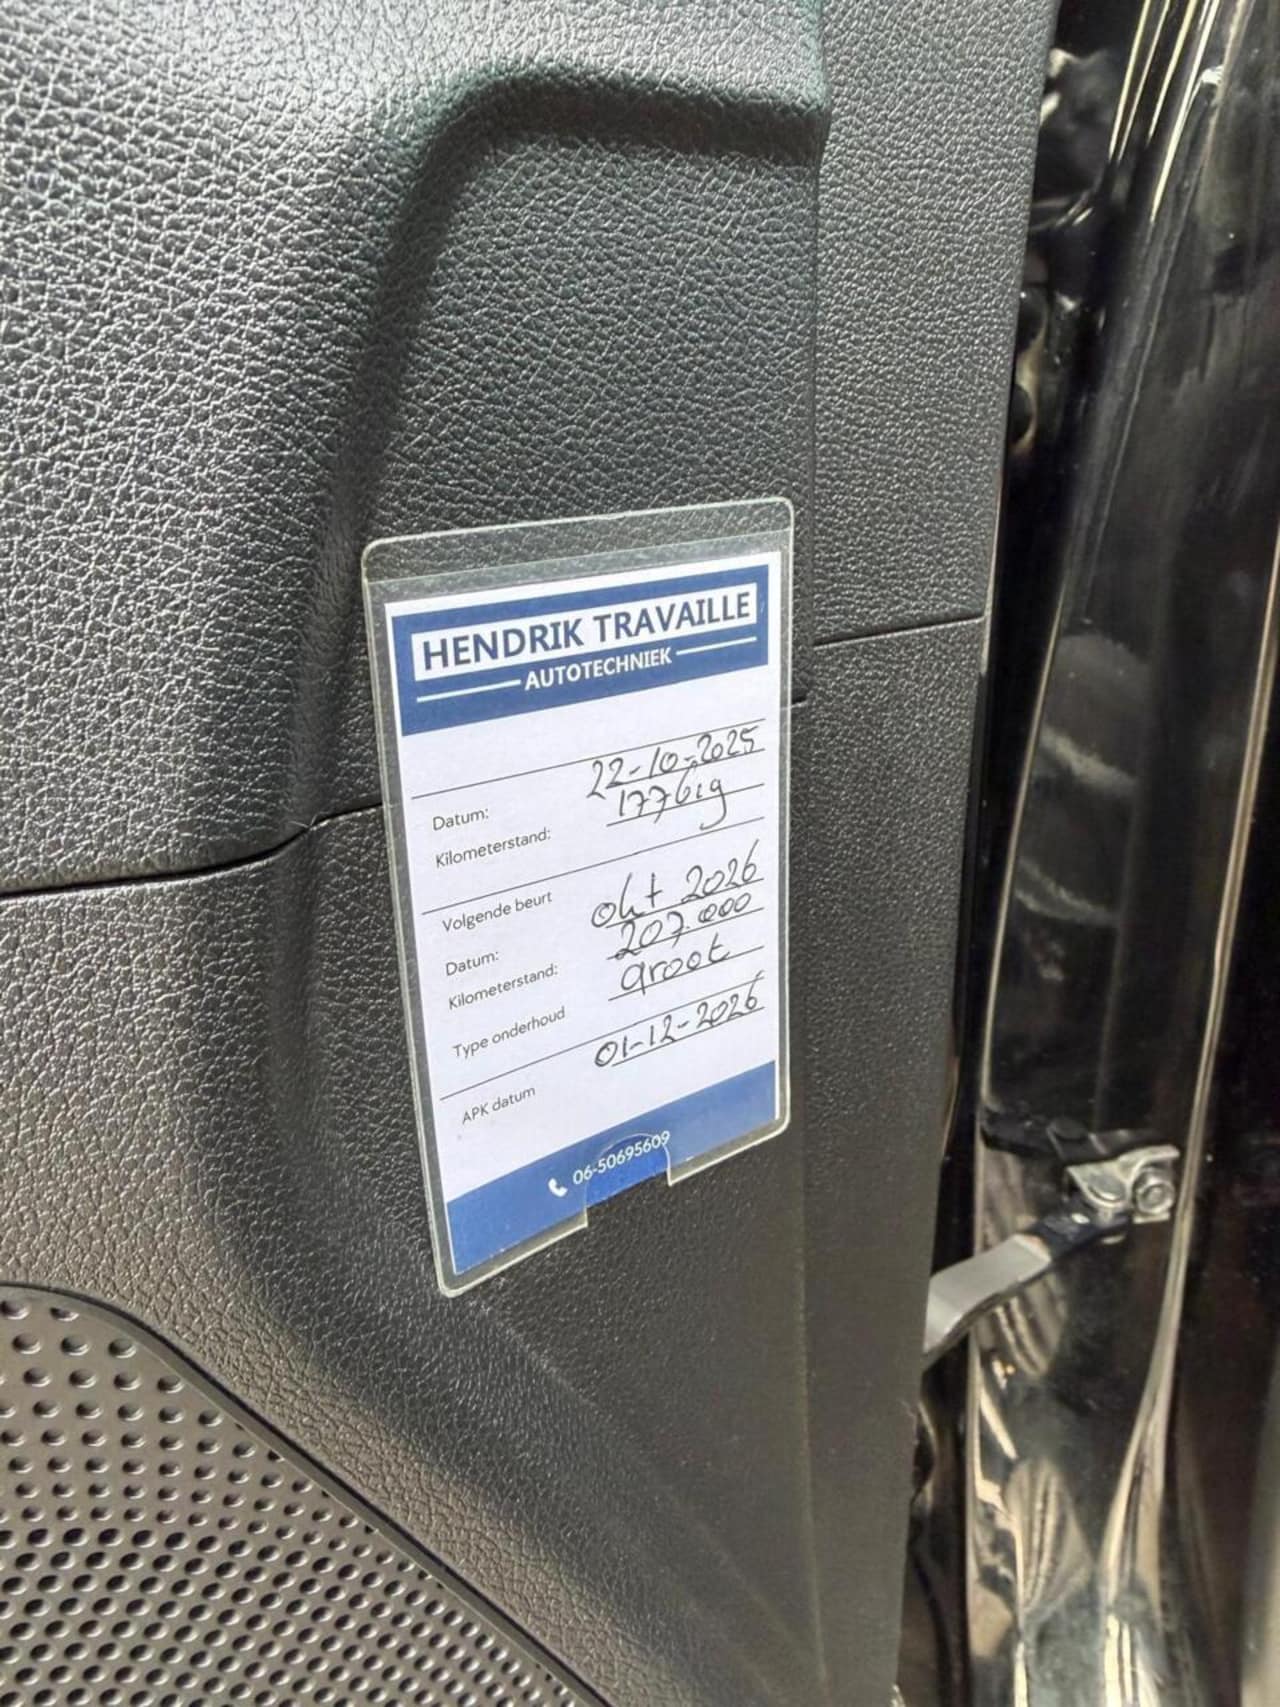 HENDRIK TRAVAILLE
AUTOTECHNIEK
Datum: 22-10-2025
Kilometerstand: 177619
Volgende beurt
Datum: okt 2026
Kilometerstand: 207.000
Type onderhoud groot
APK datum 01-12-2026
06-50695609